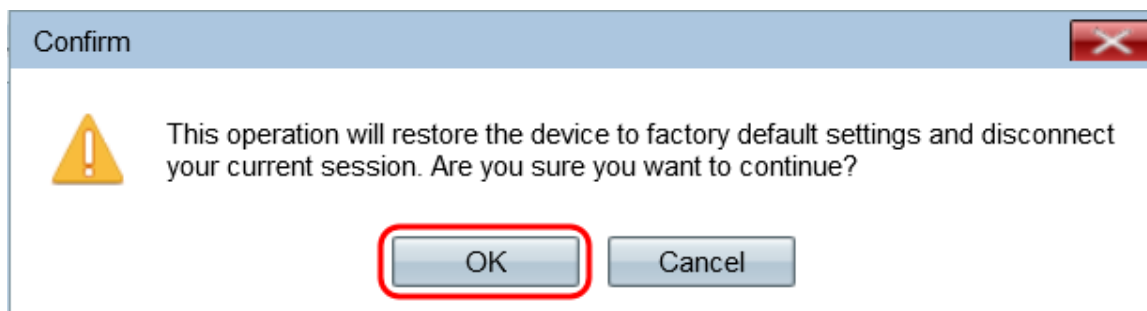 Confirm
This operation will restore the device to factory default settings and disconnect
your current session. Are you sure you want to continue?
OK
Cancel